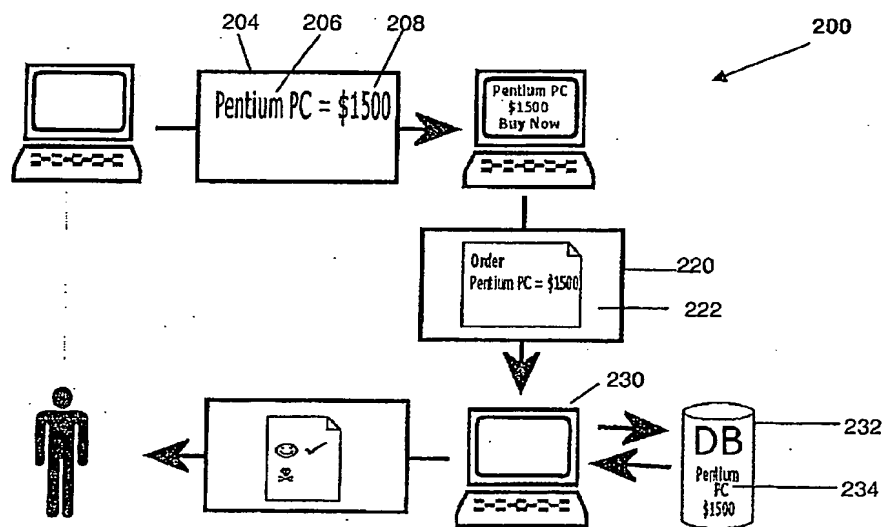 204
206
208
200
Pentium PC = $1500
Pentium PC
$1500
Buy Now
Order
Pentium PC = $1500
220
222
230
DB
Pentium
PC
$1500
232
234